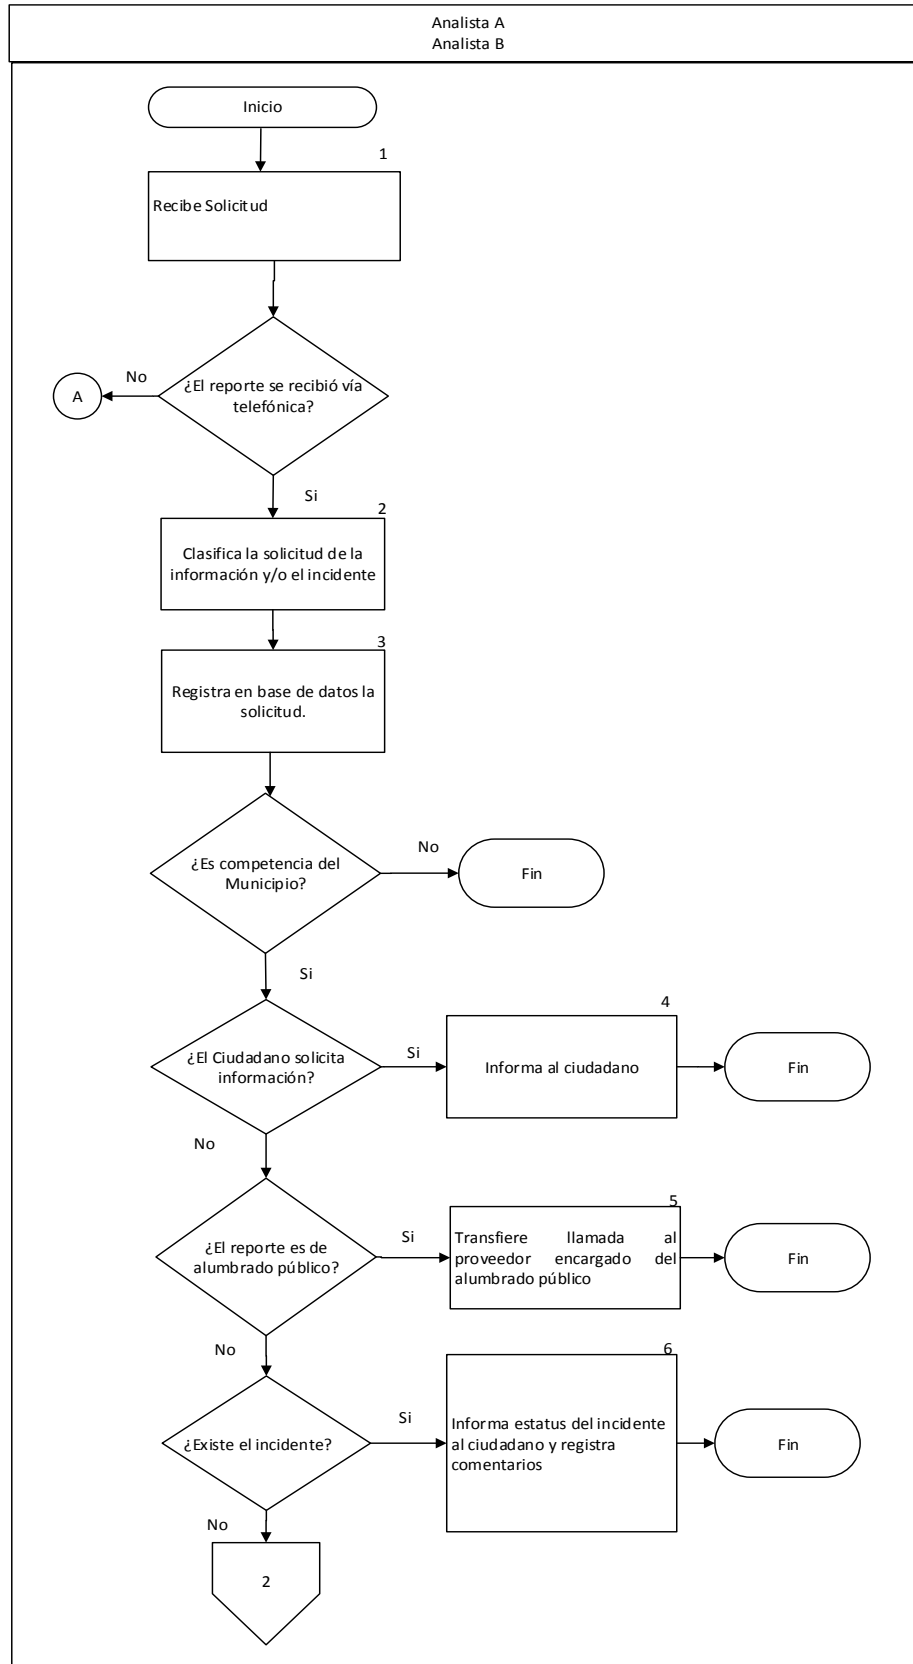 Analista A
Analista B
Inicio
1
Recibe Solicitud
¿El reporte se recibió vía
telefónica?
No
A
Si
2
Clasifica la solicitud de la
información y/o el incidente
3
Registra en base de datos la
solicitud.
¿Es competencia del
Municipio?
No
Fin
Si
¿El Ciudadano solicita
información?
Si
4
Informa al ciudadano
Fin
No
¿El reporte es de
alumbrado público?
Si
5
Transfiere llamada al
proveedor encargado del
alumbrado público
Fin
No
¿Existe el incidente?
Si
6
Informa estatus del incidente
al ciudadano y registra
comentarios
Fin
No
2